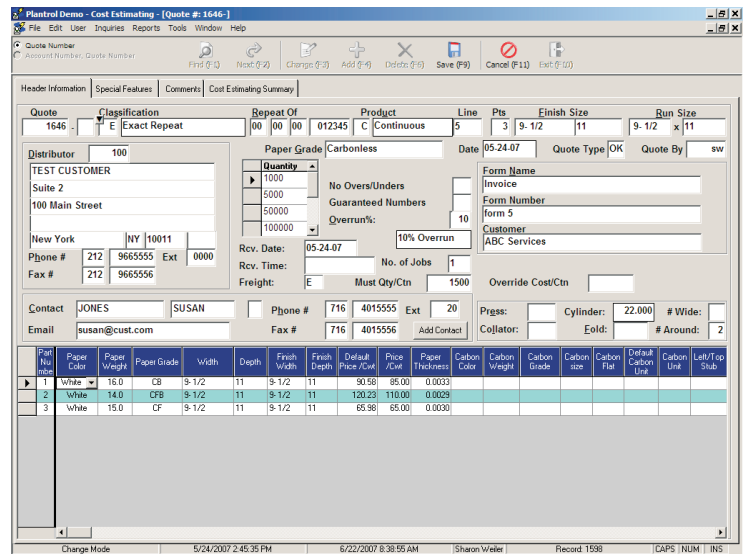 Plantrol Demo - Cost Estimating - [Quote #: 1646-]
File Edit User Inquiries Reports Tools Window Help
Quote Number
Account Number, Quote Number
Find (F1) Next (F2) Change (F3) Add (F4) Delete (F6) Save (F9) Cancel (F11) Exit (F10)
Header Information Special Features Comments Cost Estimating Summary
Quote Classification Repeat Of Product Line Pts Finish Size Run Size
1646 - E Exact Repeat 00 00 00 012345 C Continuous 5 3 9- 1/2 11 9- 1/2 x 11
Distributor 100 Paper Grade Carbonless Date 05-24-07 Quote Type OK Quote By sw
TEST CUSTOMER
Suite 2
100 Main Street
New York NY 10011
Phone # 212 9665555 Ext 0000
Fax # 212 9665556
Quantity
1000
5000
50000
100000
No Overs/Unders
Guaranteed Numbers
Overrun%: 10
10% Overrun
Rcv. Date: 05-24-07
Rcv. Time: No. of Jobs 1
Freight: E Must Qty/Ctn 1500 Override Cost/Ctn
Form Name
Invoice
Form Number
form 5
Customer
ABC Services
Contact JONES SUSAN Phone # 716 4015555 Ext 20
Email susan@cust.com Fax # 716 4015556 Add Contact
Press: Cylinder: 22.000 # Wide:
Collator: Fold: # Around: 2
Part Numbe Paper Color Paper Weight Paper Grade Width Depth Finish Width Finish Depth Default Price /Cwt Price /Cwt Paper Thickness Carbon Color Carbon Weight Carbon Grade Carbon size Carbon Flat Default Carbon Unit Carbon Unit Left/Top Stub
1 White 16.0 CB 9- 1/2 11 9- 1/2 11 90.58 85.00 0.0033
2 White 14.0 CFB 9- 1/2 11 9- 1/2 11 120.23 110.00 0.0029
3 White 15.0 CF 9- 1/2 11 9- 1/2 11 65.98 65.00 0.0030
Change Mode 5/24/2007 2:45:35 PM 6/22/2007 8:38:55 AM Sharon Weiler Record: 1598 CAPS NUM INS